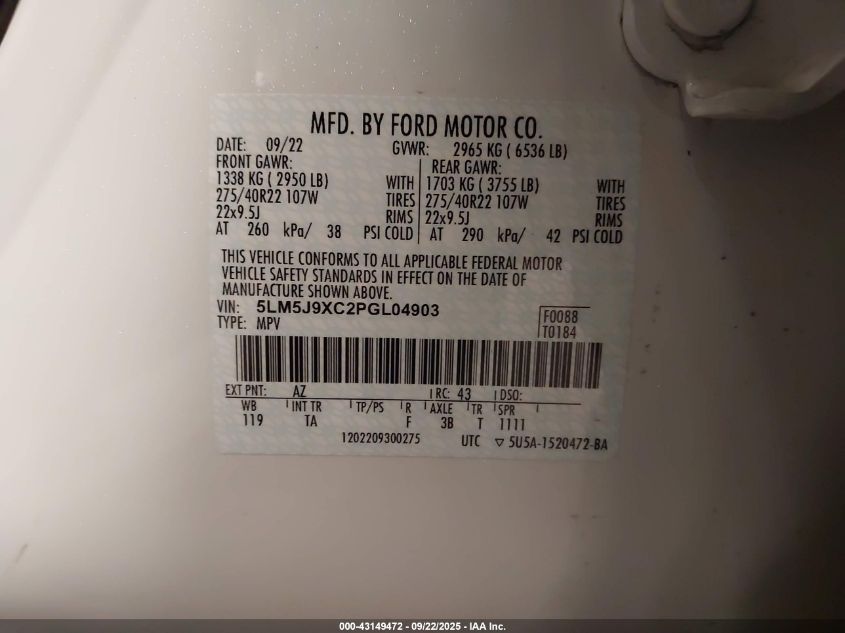 MFD. BY FORD MOTOR CO.
DATE: 09/22 GVWR: 2965 KG ( 6536 LB)
FRONT GAWR: REAR GAWR:
1338 KG ( 2950 LB) WITH 1703 KG ( 3755 LB) WITH
275/40R22 107W TIRES 275/40R22 107W TIRES
22x9.5J RIMS 22x9.5J RIMS
AT 260 kPa/ 38 PSI COLD AT 290 kPa/ 42 PSI COLD
THIS VEHICLE CONFORMS TO ALL APPLICABLE FEDERAL MOTOR
VEHICLE SAFETY STANDARDS IN EFFECT ON THE DATE OF
MANUFACTURE SHOWN ABOVE.
VIN: 5LM5J9XC2PGL04903 F0088
TYPE: MPV T0184
EXT PNT: AZ RC: 43 DSO:
WB INT TR TP/PS R AXLE TR SPR
119 TA F 3B T 1111
1202209300275 UTC ▽ 5U5A-1520472-BA
000-43149472 - 09/22/2025 - IAA Inc.